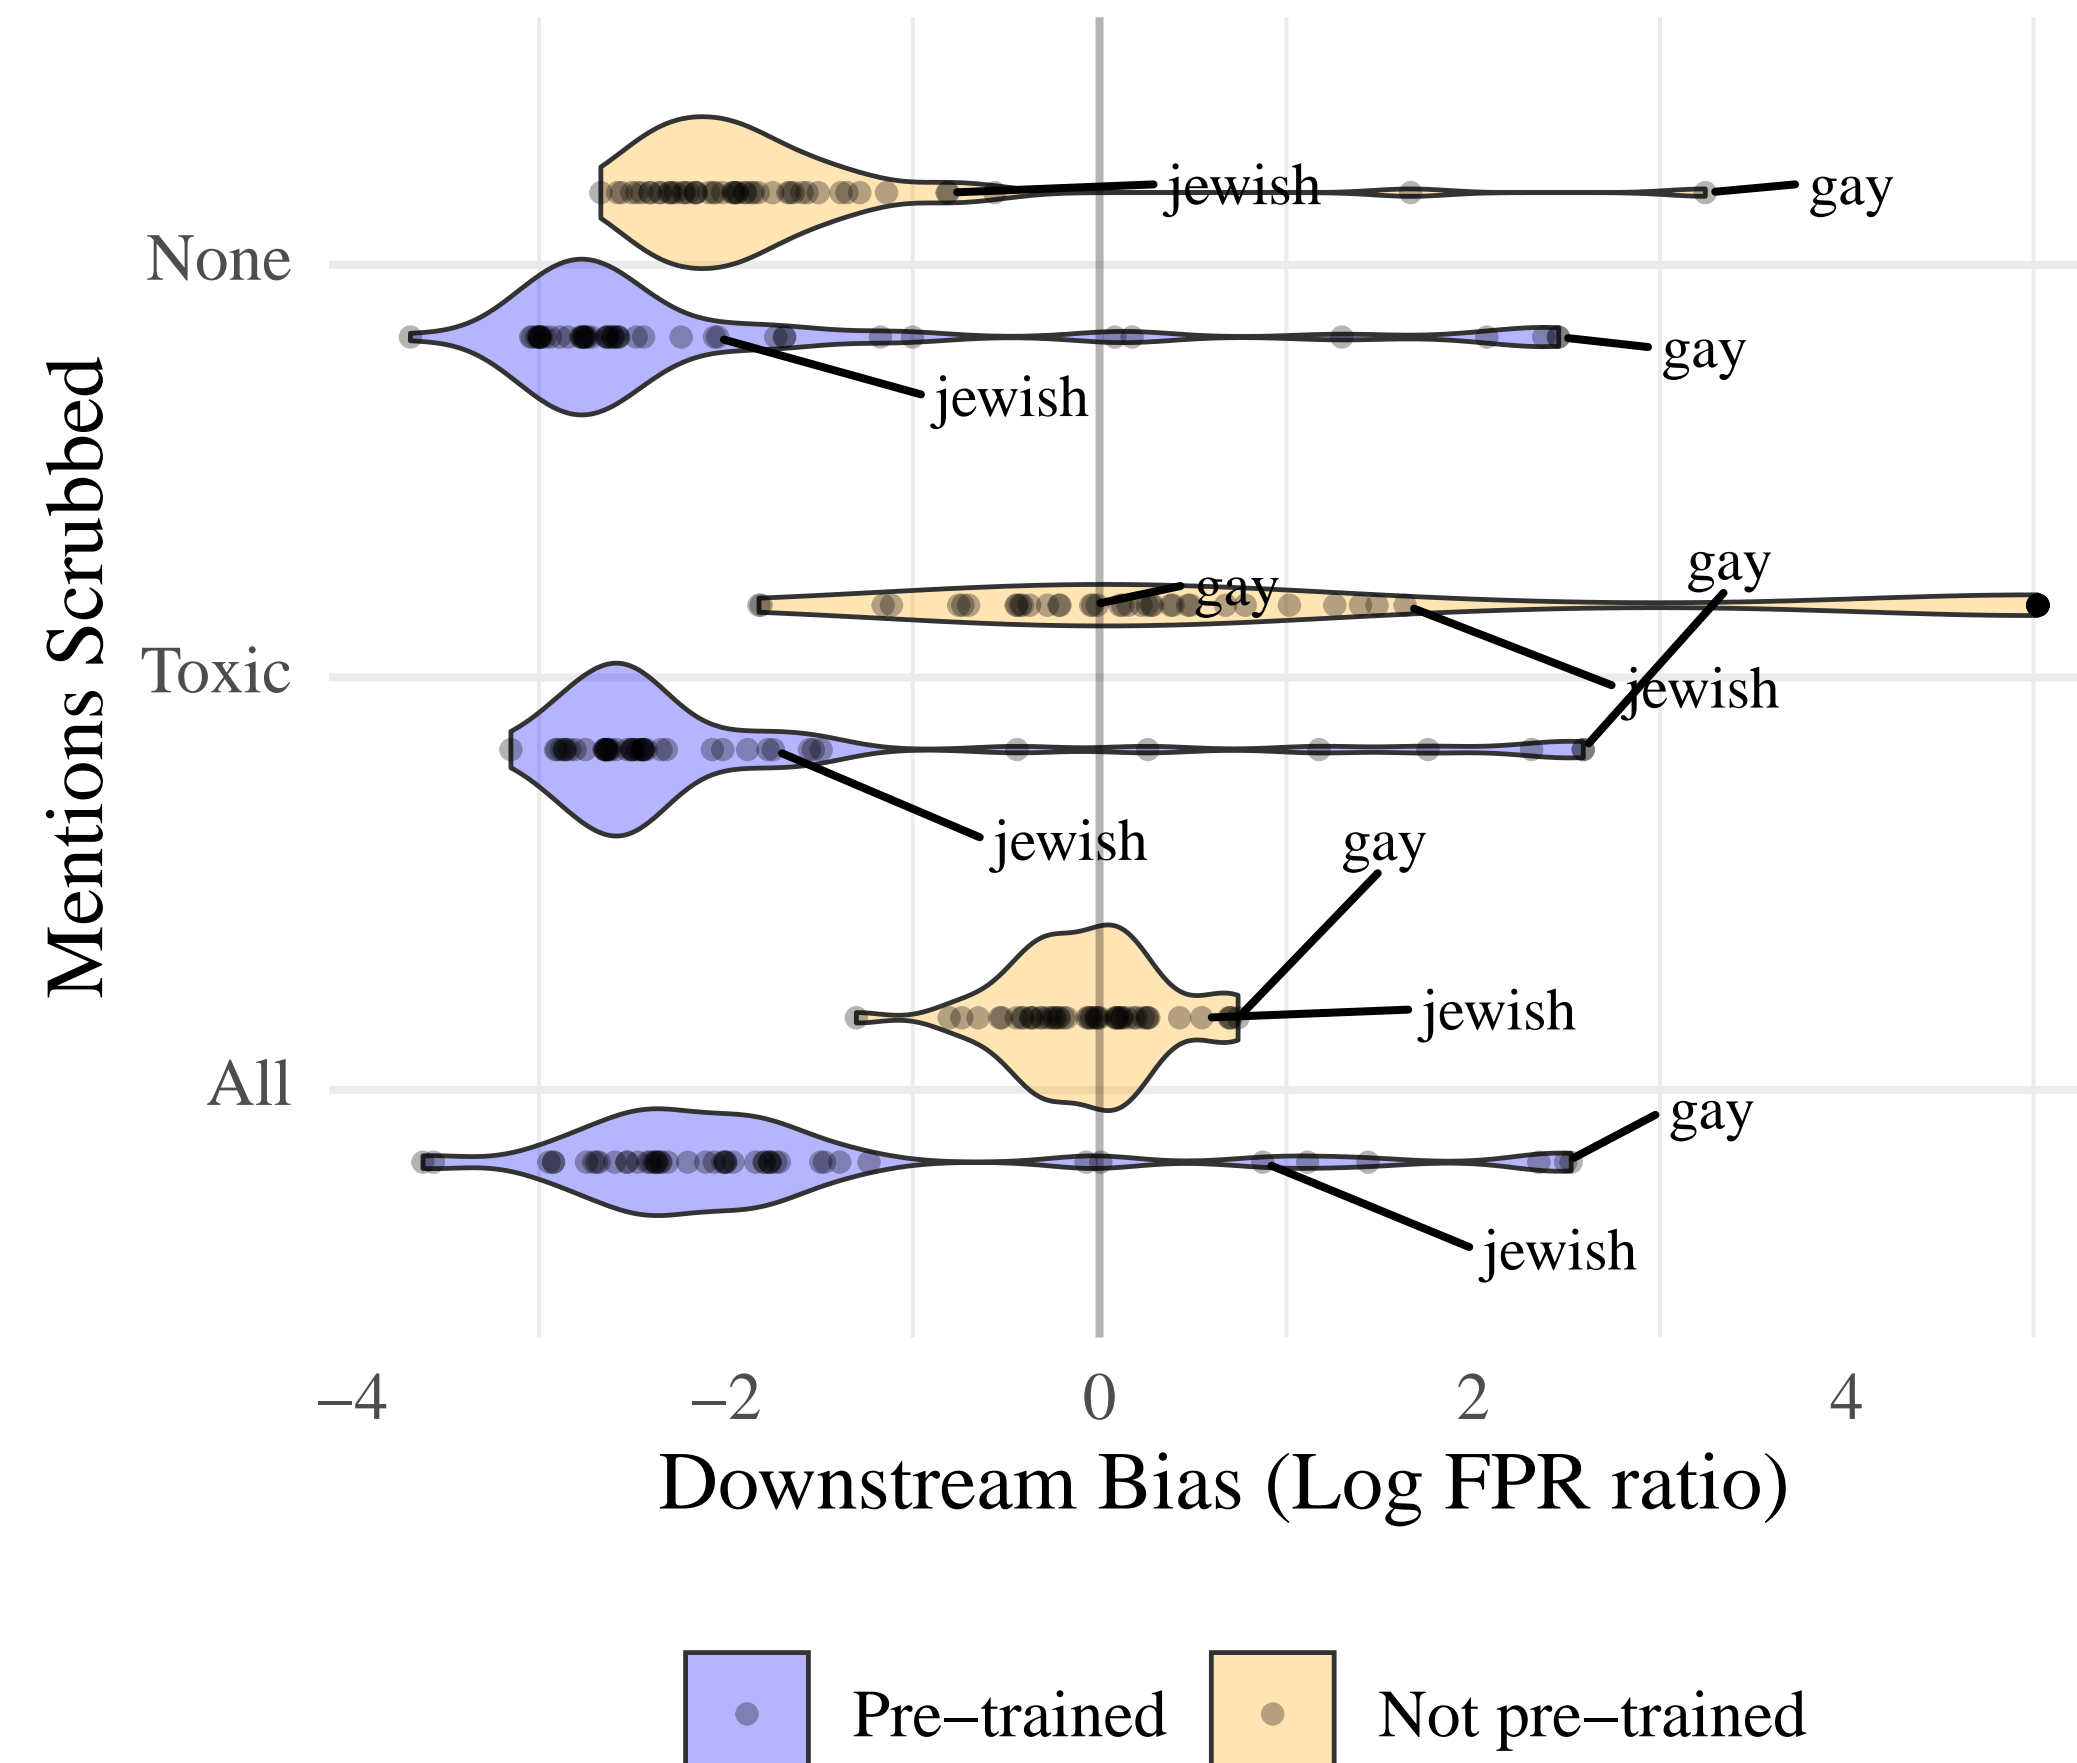 jewish
gay
None
gay
jewish
gay
gay
Toxic
jewish
jewish
gay
jewish
All
gay
jewish
Mentions Scrubbed
−4 −2 0 2 4
Downstream Bias (Log FPR ratio)
Pre−trained Not pre−trained